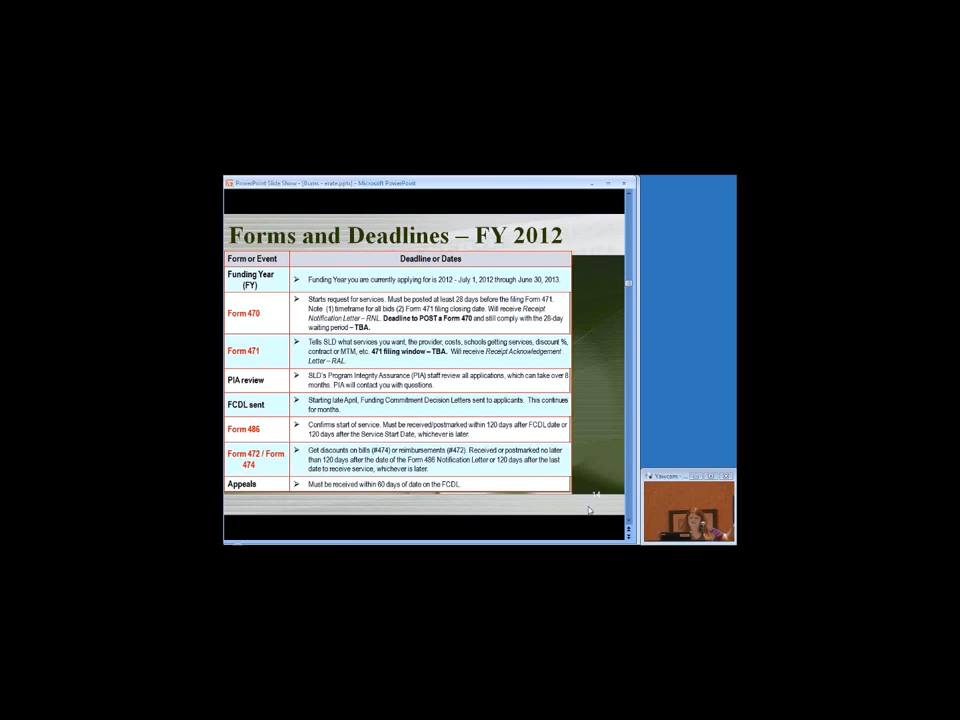 PowerPoint Slide Show - [Burns - erate.pptx] - Microsoft PowerPoint
Forms and Deadlines – FY 2012
Form or Event
Deadline or Dates
Funding Year
(FY)
➢ Funding Year you are currently applying for is 2012 - July 1, 2012 through June 30, 2013.
Form 470
➢ Starts request for services. Must be posted at least 28 days before the filing Form 471.
Note (1) timeframe for all bids (2) Form 471 filing closing date. Will receive Receipt
Notification Letter – RNL. Deadline to POST a Form 470 and still comply with the 28-day
waiting period – TBA.
Form 471
➢ Tells SLD what services you want, the provider, costs, schools getting services, discount %,
contract or MTM, etc. 471 filing window – TBA. Will receive Receipt Acknowledgement
Letter – RAL.
PIA review
➢ SLD's Program Integrity Assurance (PIA) staff review all applications, which can take over 8
months. PIA will contact you with questions.
FCDL sent
➢ Starting late April, Funding Commitment Decision Letters sent to applicants. This continues
for months.
Form 486
➢ Confirms start of service. Must be received/postmarked within 120 days after FCDL date or
120 days after the Service Start Date, whichever is later.
Form 472 / Form
474
➢ Get discounts on bills (#474) or reimbursements (#472). Received or postmarked no later
than 120 days after the date of the Form 486 Notification Letter or 120 days after the last
date to receive service, whichever is later.
Appeals
➢ Must be received within 60 days of date on the FCDL.
14
Yawcam - ...